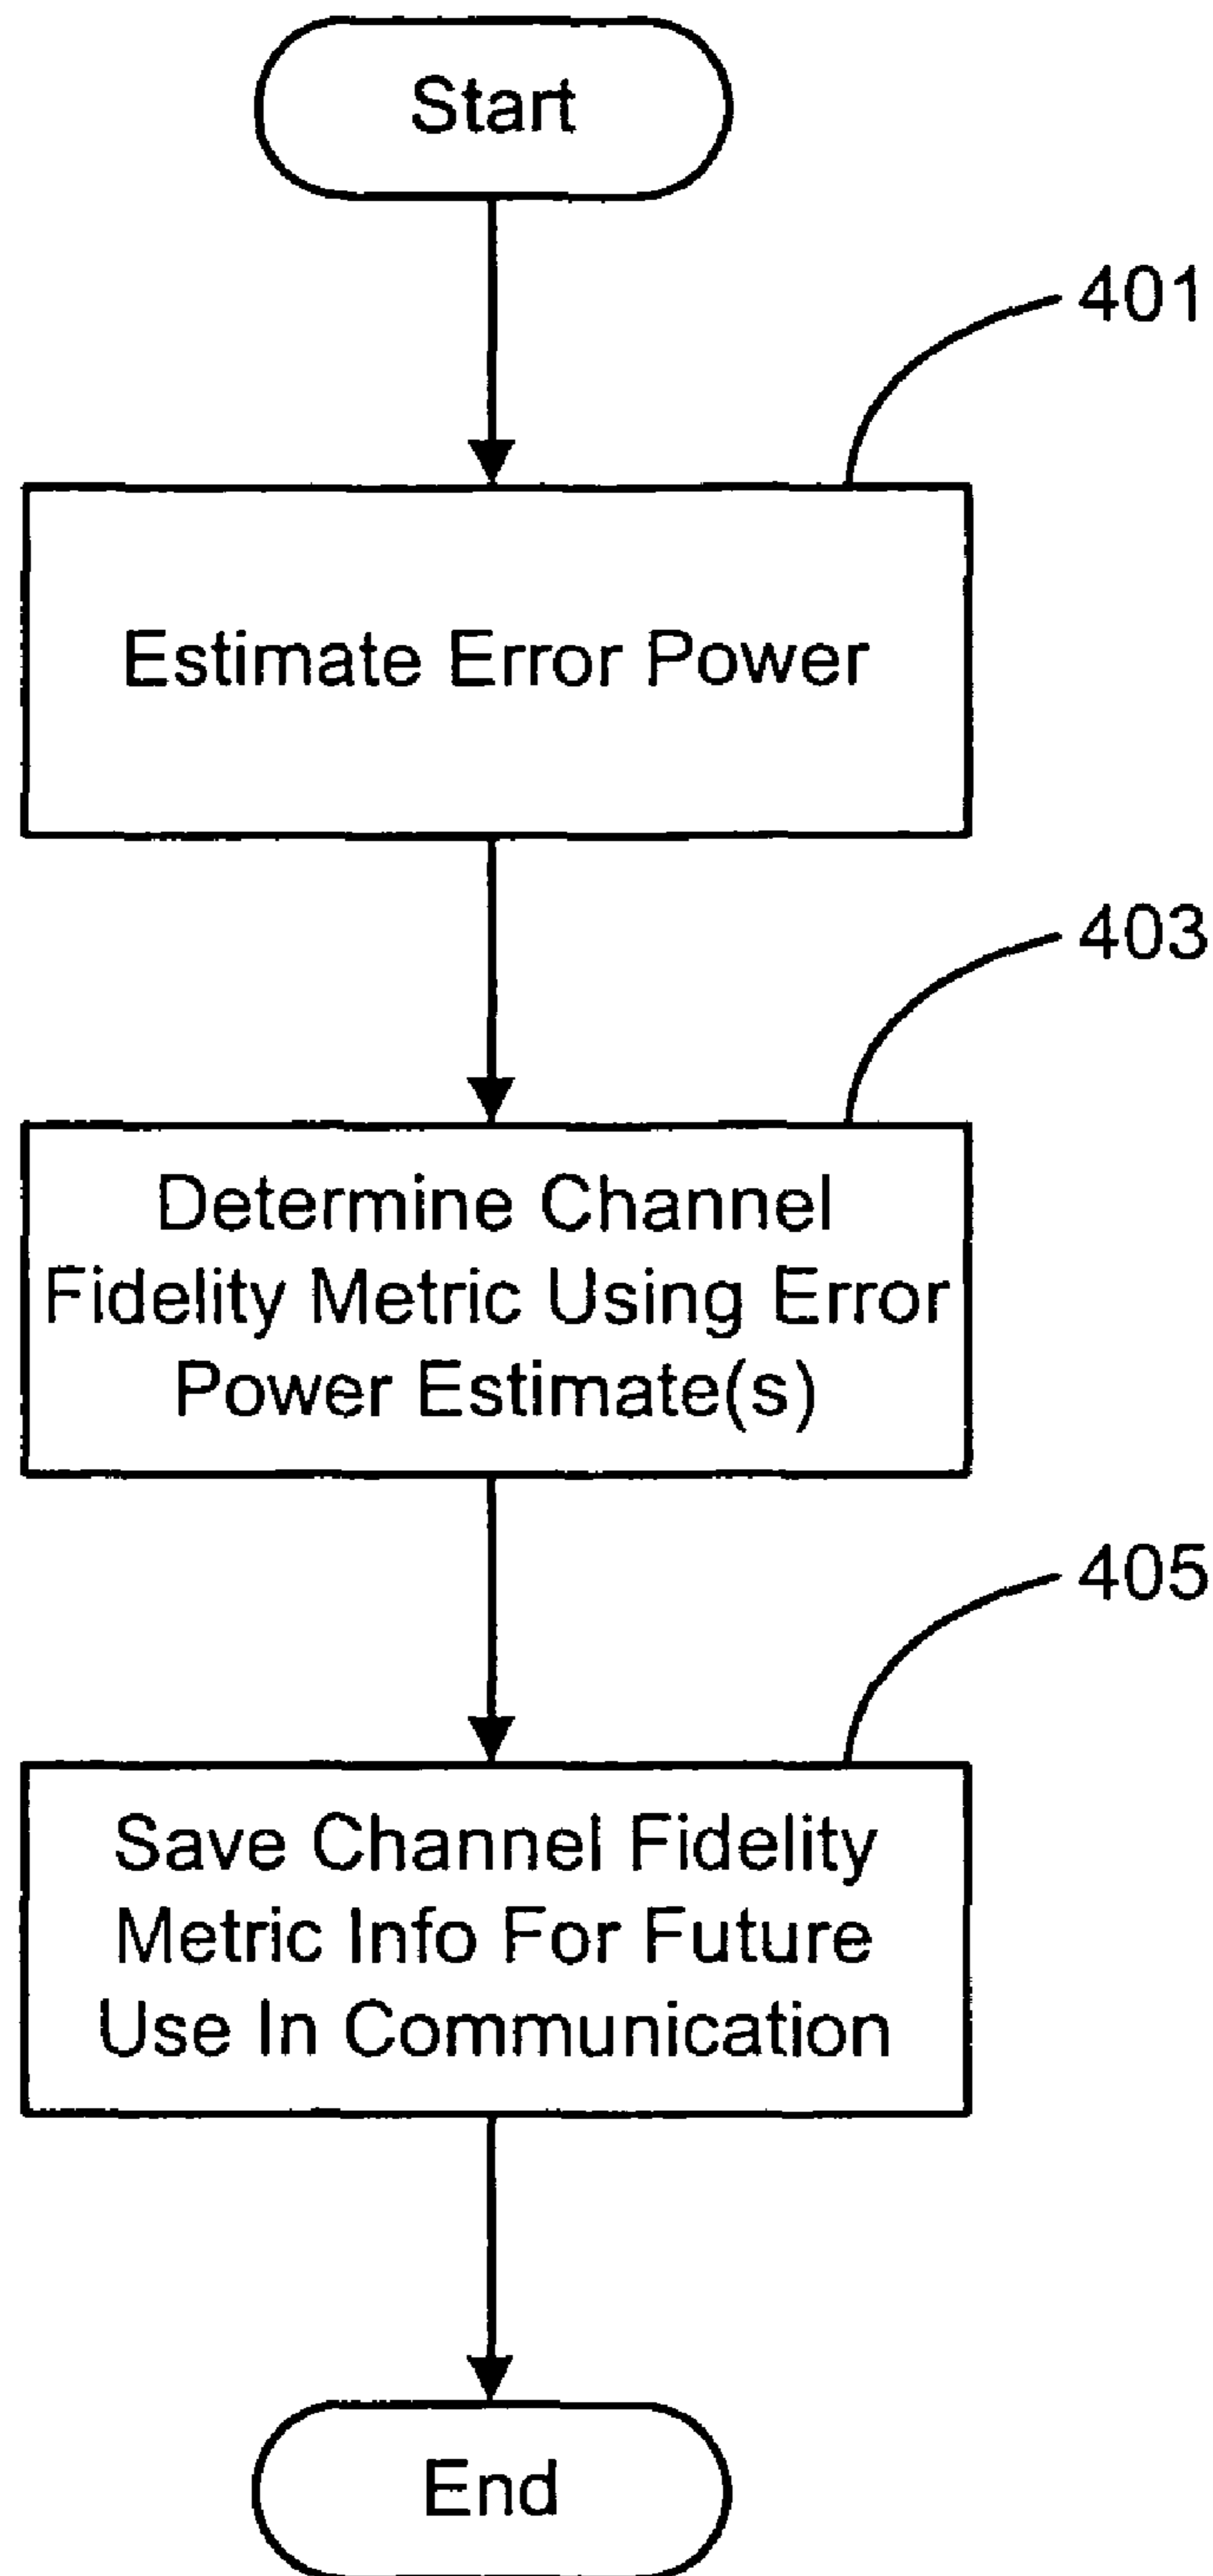 Start
401
Estimate Error Power
403
Determine Channel
Fidelity Metric Using Error
Power Estimate(s)
405
Save Channel Fidelity
Metric Info For Future
Use In Communication
End